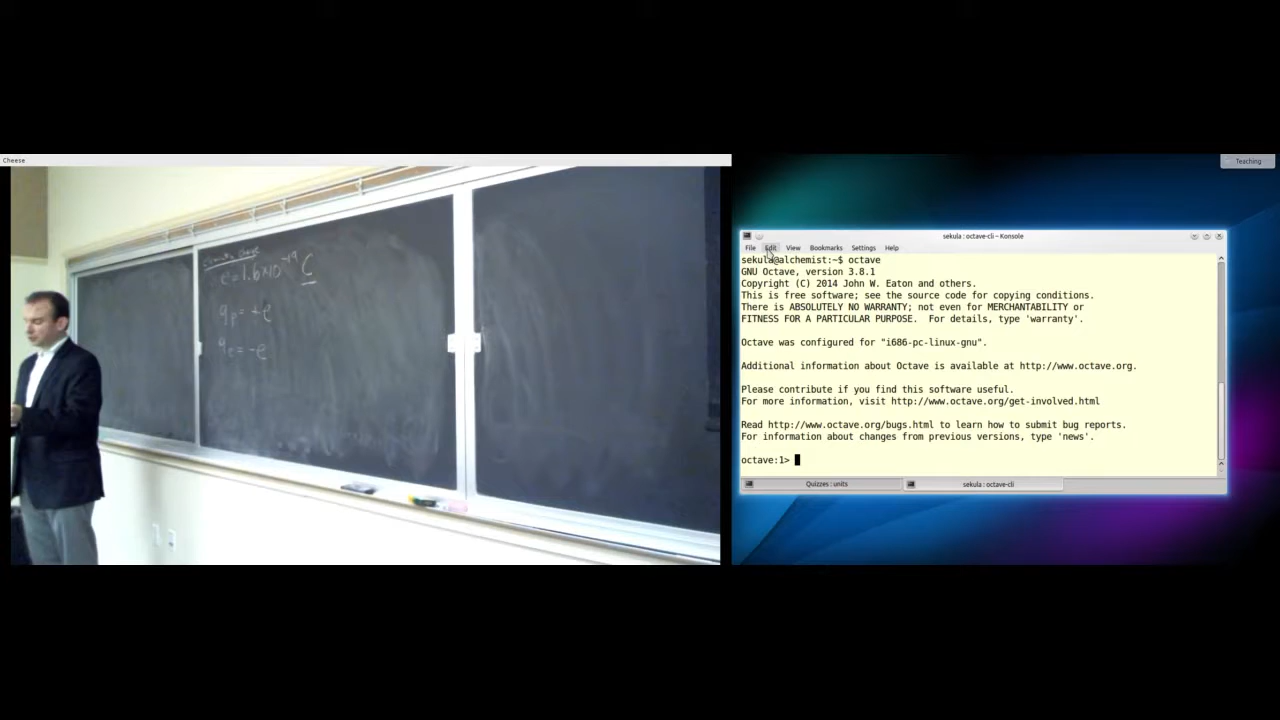 Cheese
e = 1.6×10⁻¹⁹ C
qp = +e
qe = -e
Teaching
sekula : octave-cli – Konsole
File Edit View Bookmarks Settings Help
sekula@alchemist:~$ octave
GNU Octave, version 3.8.1
Copyright (C) 2014 John W. Eaton and others.
This is free software; see the source code for copying conditions.
There is ABSOLUTELY NO WARRANTY; not even for MERCHANTABILITY or
FITNESS FOR A PARTICULAR PURPOSE.  For details, type 'warranty'.
Octave was configured for "i686-pc-linux-gnu".
Additional information about Octave is available at http://www.octave.org.
Please contribute if you find this software useful.
For more information, visit http://www.octave.org/get-involved.html
Read http://www.octave.org/bugs.html to learn how to submit bug reports.
For information about changes from previous versions, type 'news'.
octave:1>
Quizzes : units
sekula : octave-cli